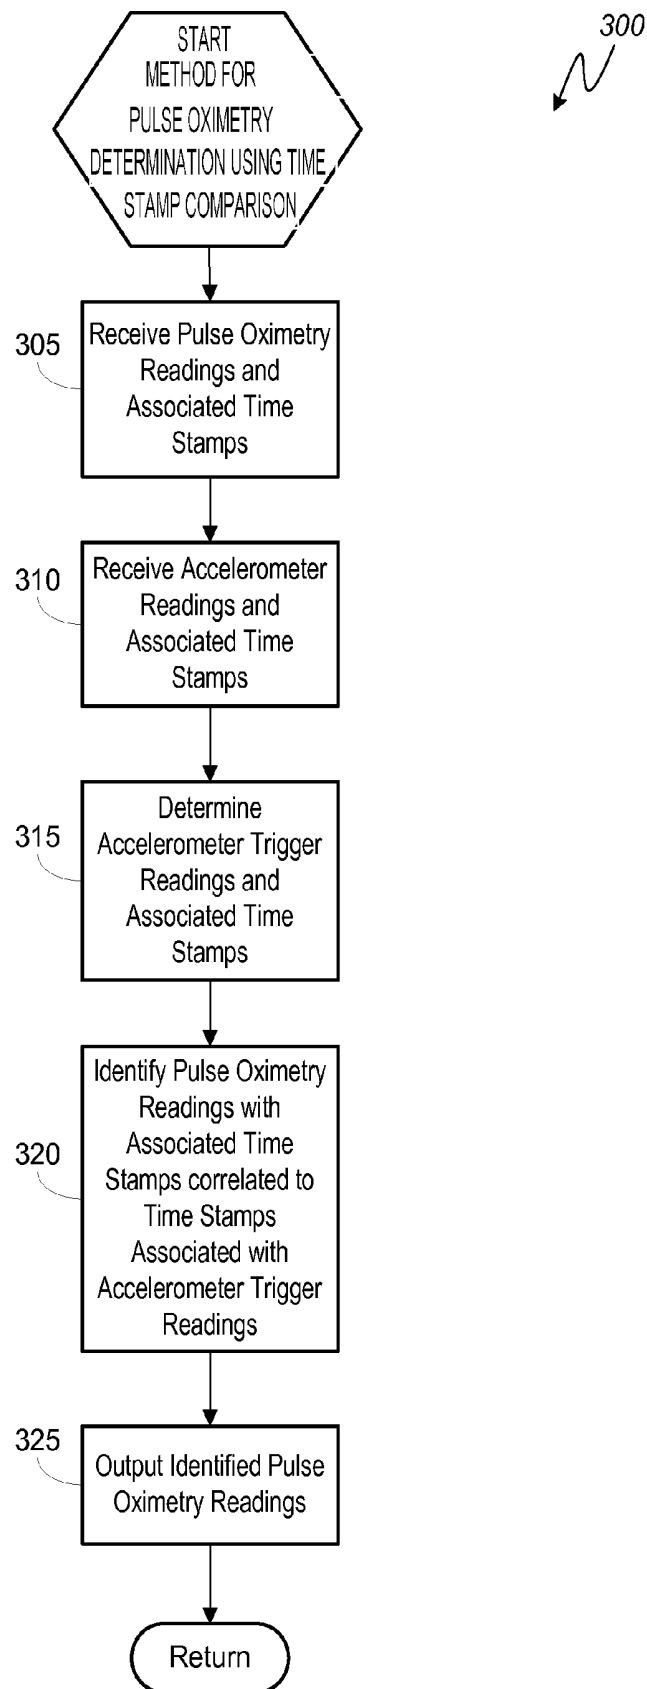 300
START
METHOD FOR
PULSE OXIMETRY
DETERMINATION USING TIME
STAMP COMPARISON
305
Receive Pulse Oximetry
Readings and
Associated Time
Stamps
310
Receive Accelerometer
Readings and
Associated Time
Stamps
315
Determine
Accelerometer Trigger
Readings and
Associated Time
Stamps
320
Identify Pulse Oximetry
Readings with
Associated Time
Stamps correlated to
Time Stamps
Associated with
Accelerometer Trigger
Readings
325
Output Identified Pulse
Oximetry Readings
Return